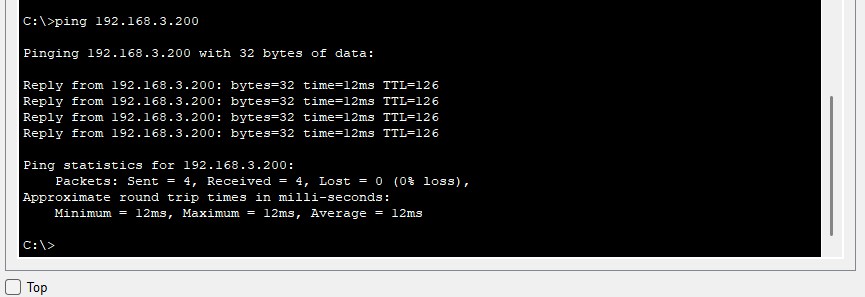 C:\>ping 192.168.3.200
Pinging 192.168.3.200 with 32 bytes of data:
Reply from 192.168.3.200: bytes=32 time=12ms TTL=126
Reply from 192.168.3.200: bytes=32 time=12ms TTL=126
Reply from 192.168.3.200: bytes=32 time=12ms TTL=126
Reply from 192.168.3.200: bytes=32 time=12ms TTL=126
Ping statistics for 192.168.3.200:
    Packets: Sent = 4, Received = 4, Lost = 0 (0% loss),
Approximate round trip times in milli-seconds:
    Minimum = 12ms, Maximum = 12ms, Average = 12ms
C:\>
Top